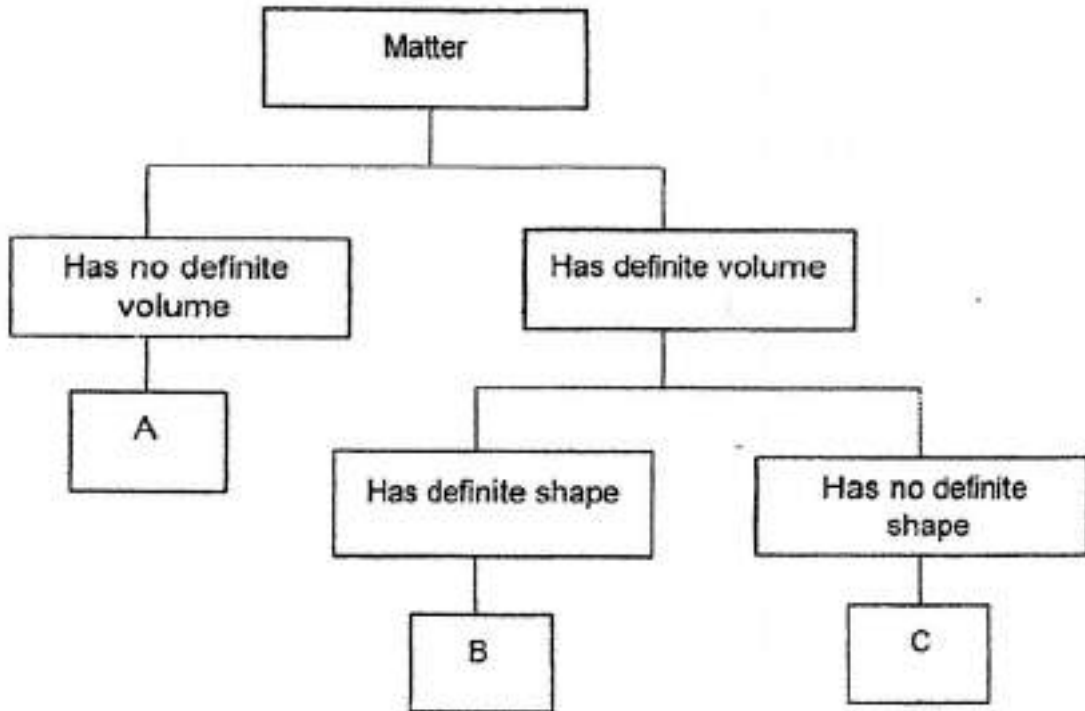 Matter
Has no definite
volume
Has definite volume
A
Has definite shape
Has no definite
shape
B
C